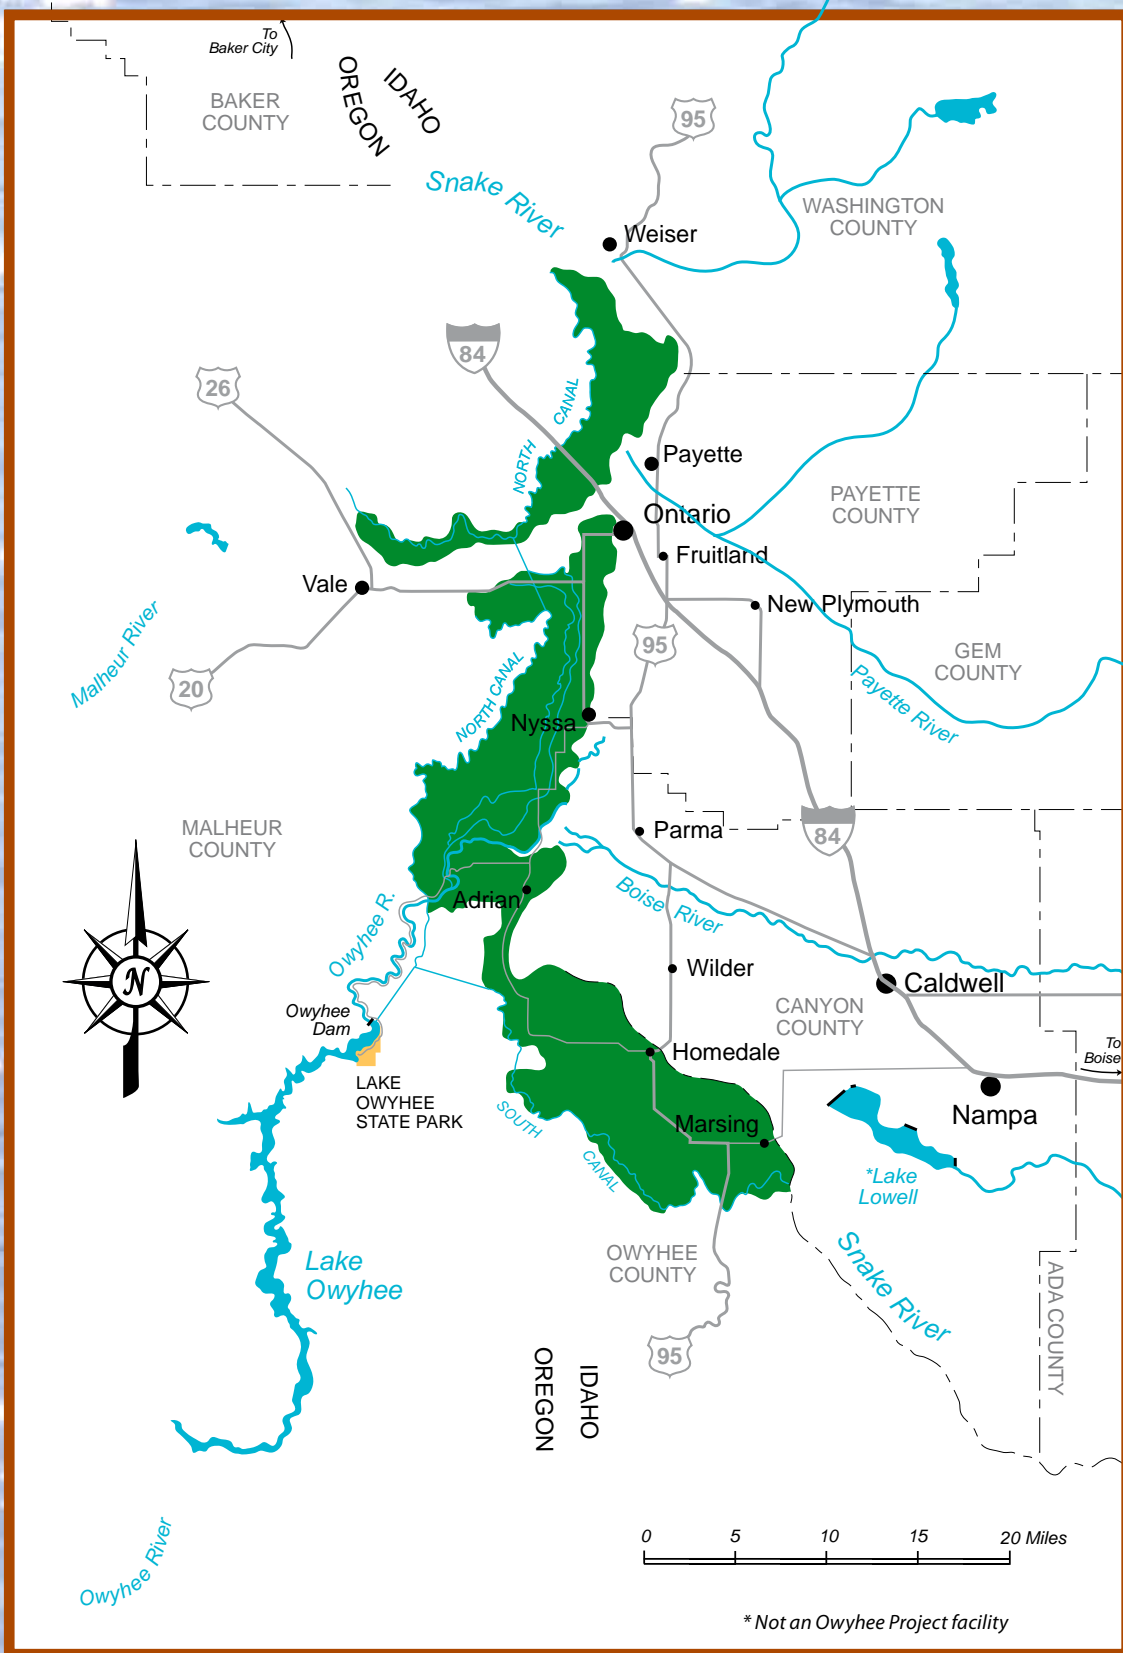 To
Baker City
IDAHO
OREGON
BAKER
COUNTY
95
Snake River
WASHINGTON
COUNTY
Weiser
84
26
NORTH CANAL
Payette
PAYETTE
COUNTY
Ontario
Fruitland
Vale
New Plymouth
Malheur River
95
GEM
COUNTY
20
NORTH CANAL
Payette River
Nyssa
MALHEUR
COUNTY
Parma
84
Adrian
Boise River
Owyhee R.
Wilder
Caldwell
CANYON
COUNTY
Owyhee
Dam
Homedale
To
Boise
LAKE
OWYHEE
STATE PARK
SOUTH CANAL
Marsing
Nampa
*Lake
Lowell
Lake
Owyhee
OWYHEE
COUNTY
Snake River
ADA COUNTY
95
IDAHO
OREGON
Owyhee River
0 5 10 15 20 Miles
* Not an Owyhee Project facility
N